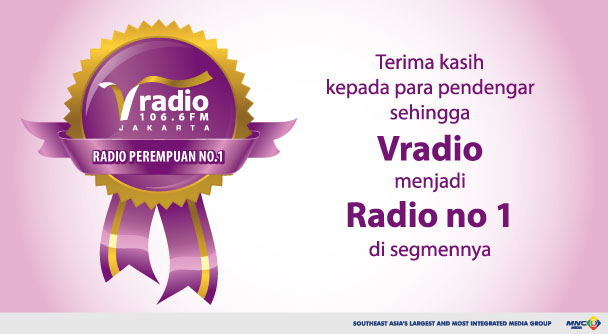 Vradio
106.6FM
JAKARTA
RADIO PEREMPUAN NO.1
Terima kasih
kepada para pendengar
sehingga
Vradio
menjadi
Radio no 1
di segmennya
SOUTHEAST ASIA'S LARGEST AND MOST INTEGRATED MEDIA GROUP
MNC
MEDIA